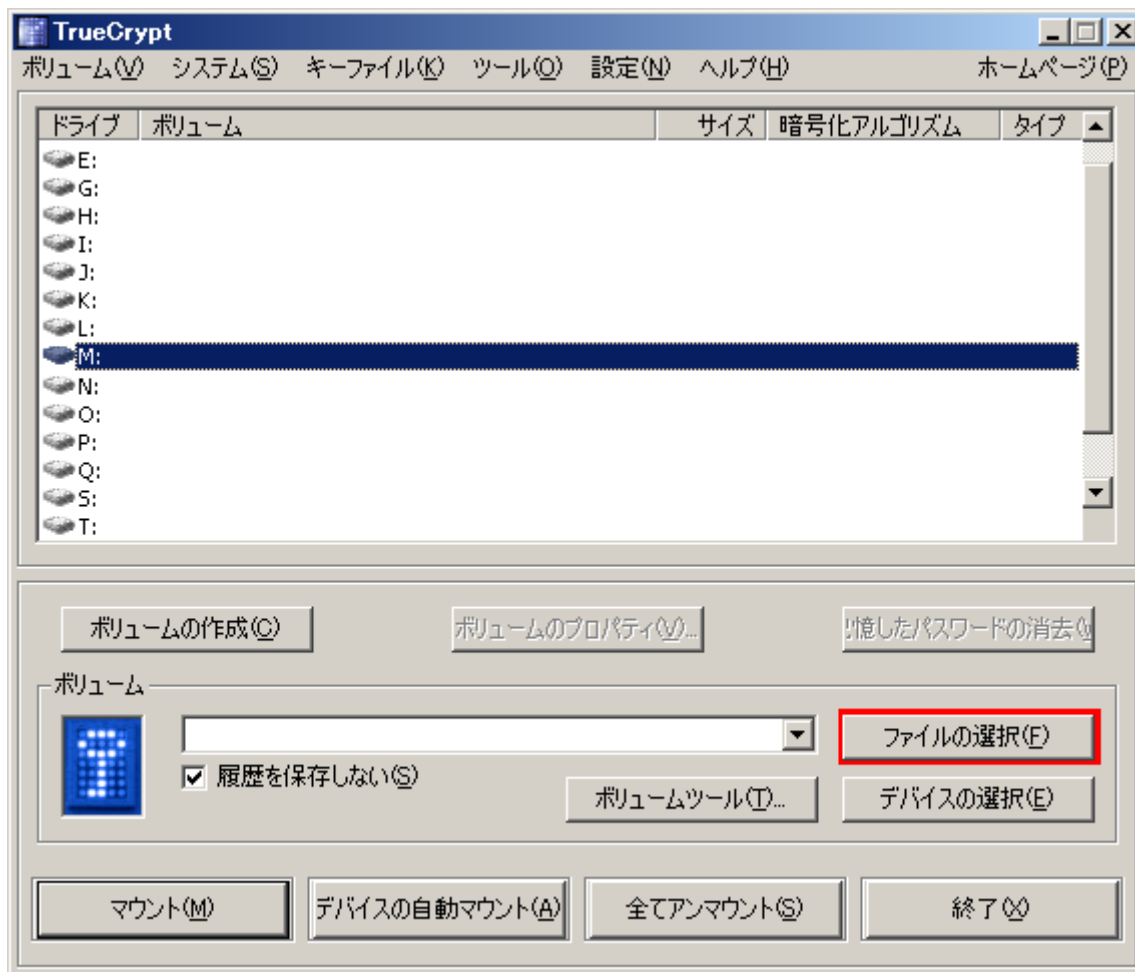 TrueCrypt
ボリューム(V) システム(S) キーファイル(K) ツール(O) 設定(N) ヘルプ(H) ホームページ(P)
ドライブ ボリューム サイズ 暗号化アルゴリズム タイプ
E:
G:
H:
I:
J:
K:
L:
M:
N:
O:
P:
Q:
S:
T:
ボリュームの作成(C) ボリュームのプロパティ(V)... 憶したパスワードの消去
ボリューム
ファイルの選択(F)
履歴を保存しない(S)
ボリュームツール(T)... デバイスの選択(E)
マウント(M) デバイスの自動マウント(A) 全てアンマウント(S) 終了(X)